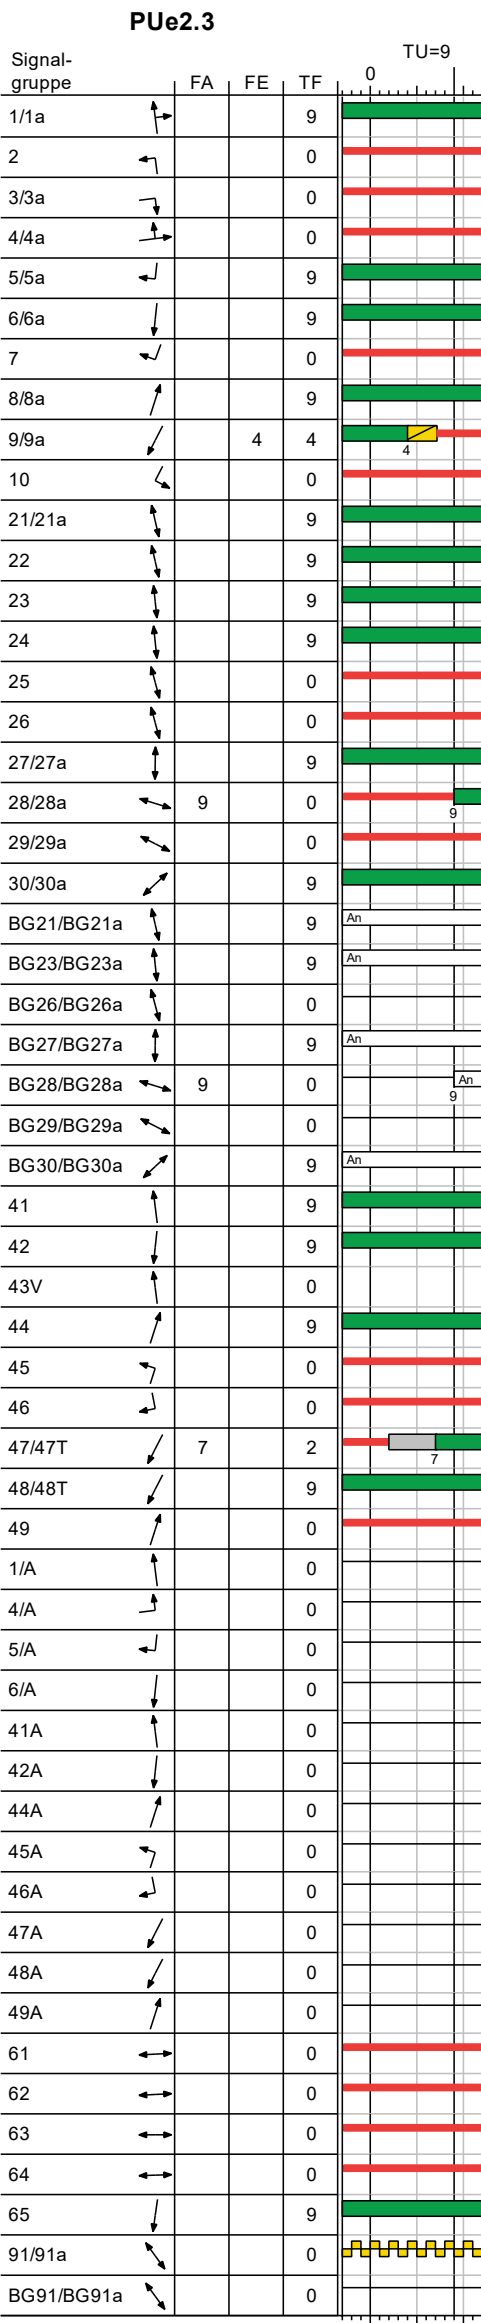 PUe2.3
Signal-
gruppe FA FE TF TU=9
0
1/1a 9
2 0
3/3a 0
4/4a 0
5/5a 9
6/6a 9
7 0
8/8a 9
9/9a 4 4 4
10 0
21/21a 9
22 9
23 9
24 9
25 0
26 0
27/27a 9
28/28a 9 0 9
29/29a 0
30/30a 9
BG21/BG21a 9 An
BG23/BG23a 9 An
BG26/BG26a 0
BG27/BG27a 9 An
BG28/BG28a 9 0 An 9
BG29/BG29a 0
BG30/BG30a 9 An
41 9
42 9
43V 0
44 9
45 0
46 0
47/47T 7 2 7
48/48T 9
49 0
1/A 0
4/A 0
5/A 0
6/A 0
41A 0
42A 0
44A 0
45A 0
46A 0
47A 0
48A 0
49A 0
61 0
62 0
63 0
64 0
65 9
91/91a 0
BG91/BG91a 0